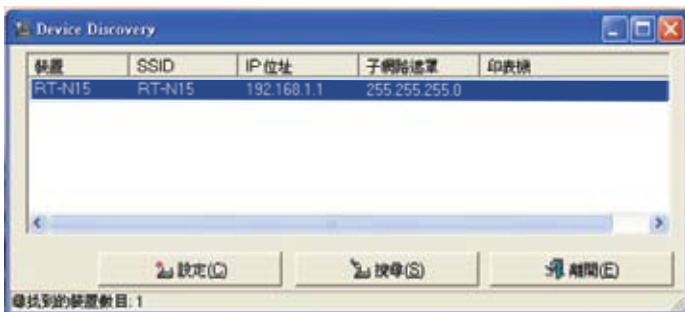 Device Discovery
裝置 SSID IP位址 子網路遮罩 印表機
RT-N15 RT-N15 192.168.1.1 255.255.255.0
設定(C) 搜尋(S) 離開(E)
尋找到的裝置數目: 1